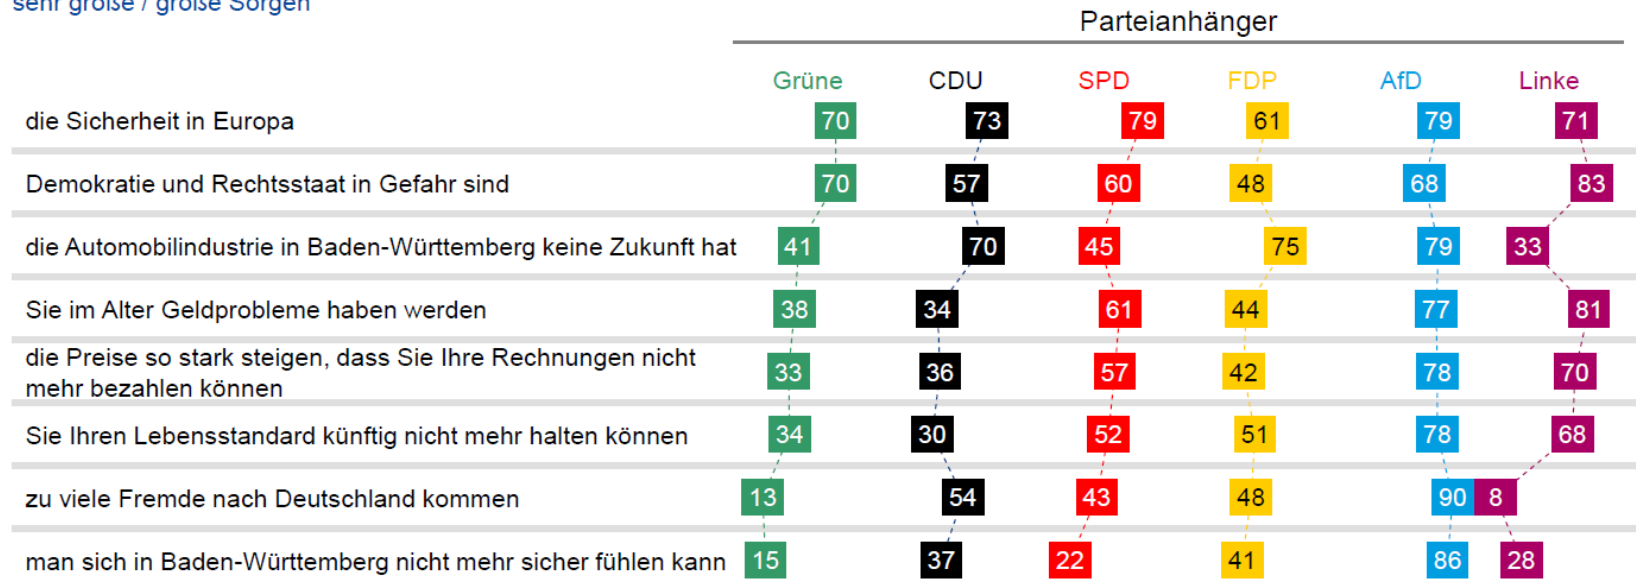 sehr große / große Sorgen
Parteianhänger
Grüne CDU SPD FDP AfD Linke
die Sicherheit in Europa 70 73 79 61 79 71
Demokratie und Rechtsstaat in Gefahr sind 70 57 60 48 68 83
die Automobilindustrie in Baden-Württemberg keine Zukunft hat 41 70 45 75 79 33
Sie im Alter Geldprobleme haben werden 38 34 61 44 77 81
die Preise so stark steigen, dass Sie Ihre Rechnungen nicht
mehr bezahlen können 33 36 57 42 78 70
Sie Ihren Lebensstandard künftig nicht mehr halten können 34 30 52 51 78 68
zu viele Fremde nach Deutschland kommen 13 54 43 48 90 8
man sich in Baden-Württemberg nicht mehr sicher fühlen kann 15 37 22 41 86 28